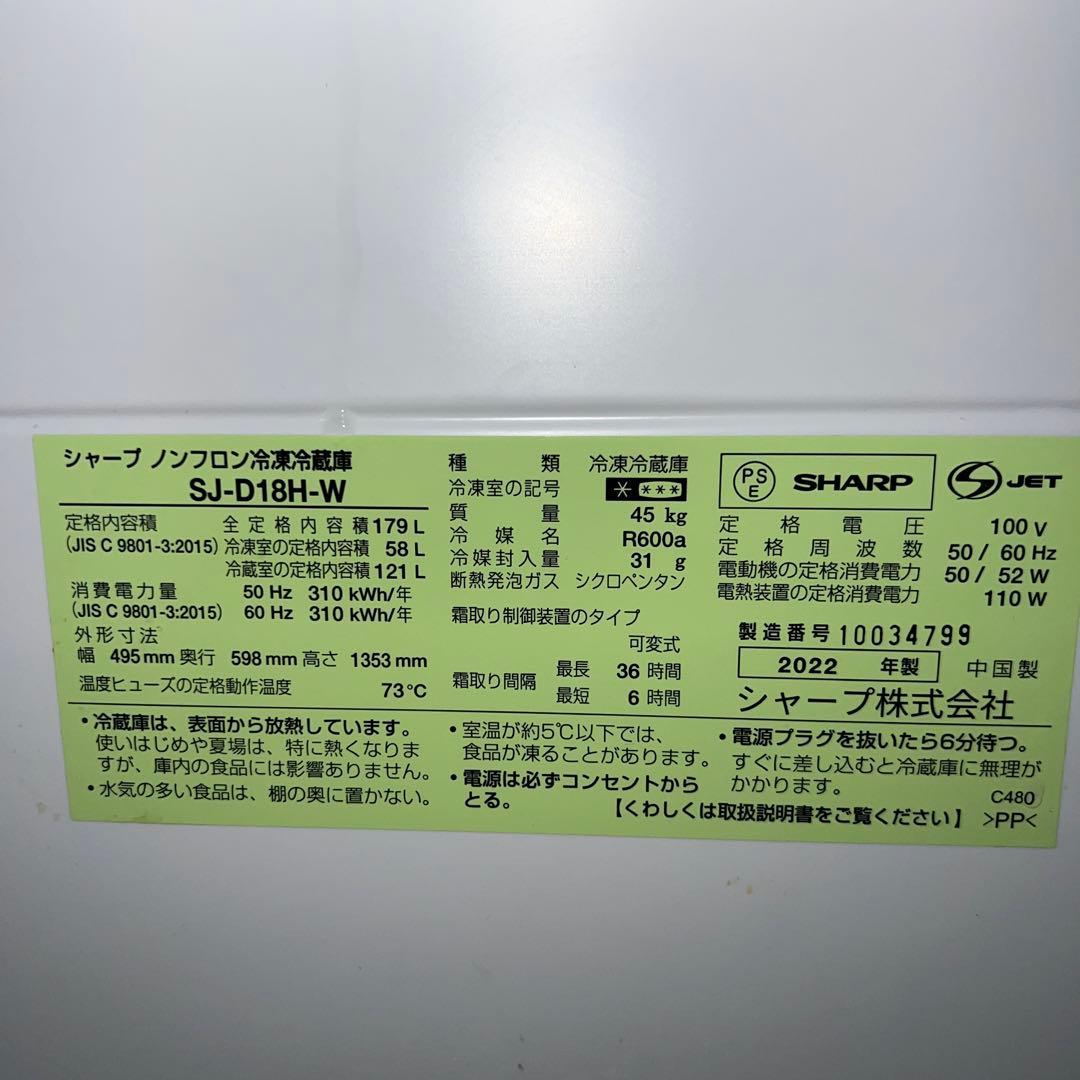 シャープ ノンフロン冷凍冷蔵庫
SJ-D18H-W
定格内容積 全定格内容積 179 L
(JIS C 9801-3:2015) 冷凍室の定格内容積 58 L
冷蔵室の定格内容積 121 L
消費電力量 50 Hz 310 kWh/年
(JIS C 9801-3:2015) 60 Hz 310 kWh/年
外形寸法
幅 495 mm 奥行 598 mm 高さ 1353 mm
温度ヒューズの定格動作温度 73℃
種類 冷凍冷蔵庫
冷凍室の記号 * ***
質量 45 kg
冷媒名 R600a
冷媒封入量 31 g
断熱発泡ガス シクロペンタン
霜取り制御装置のタイプ
可変式
霜取り間隔 最長 36 時間
最短 6 時間
PSE SHARP S JET
定格電圧 100 V
定格周波数 50 / 60 Hz
電動機の定格消費電力 50 / 52 W
電熱装置の定格消費電力 110 W
製造番号 10034799
2022 年製 中国製
シャープ株式会社
・冷蔵庫は、表面から放熱しています。
使いはじめや夏場は、特に熱くなりま
すが、庫内の食品には影響ありません。
・水気の多い食品は、棚の奥に置かない。
・室温が約5℃以下では、
食品が凍ることがあります。
・電源は必ずコンセントから
とる。
・電源プラグを抜いたら6分待つ。
すぐに差し込むと冷蔵庫に無理が
かかります。
C480
【くわしくは取扱説明書をご覧ください】 >PP<